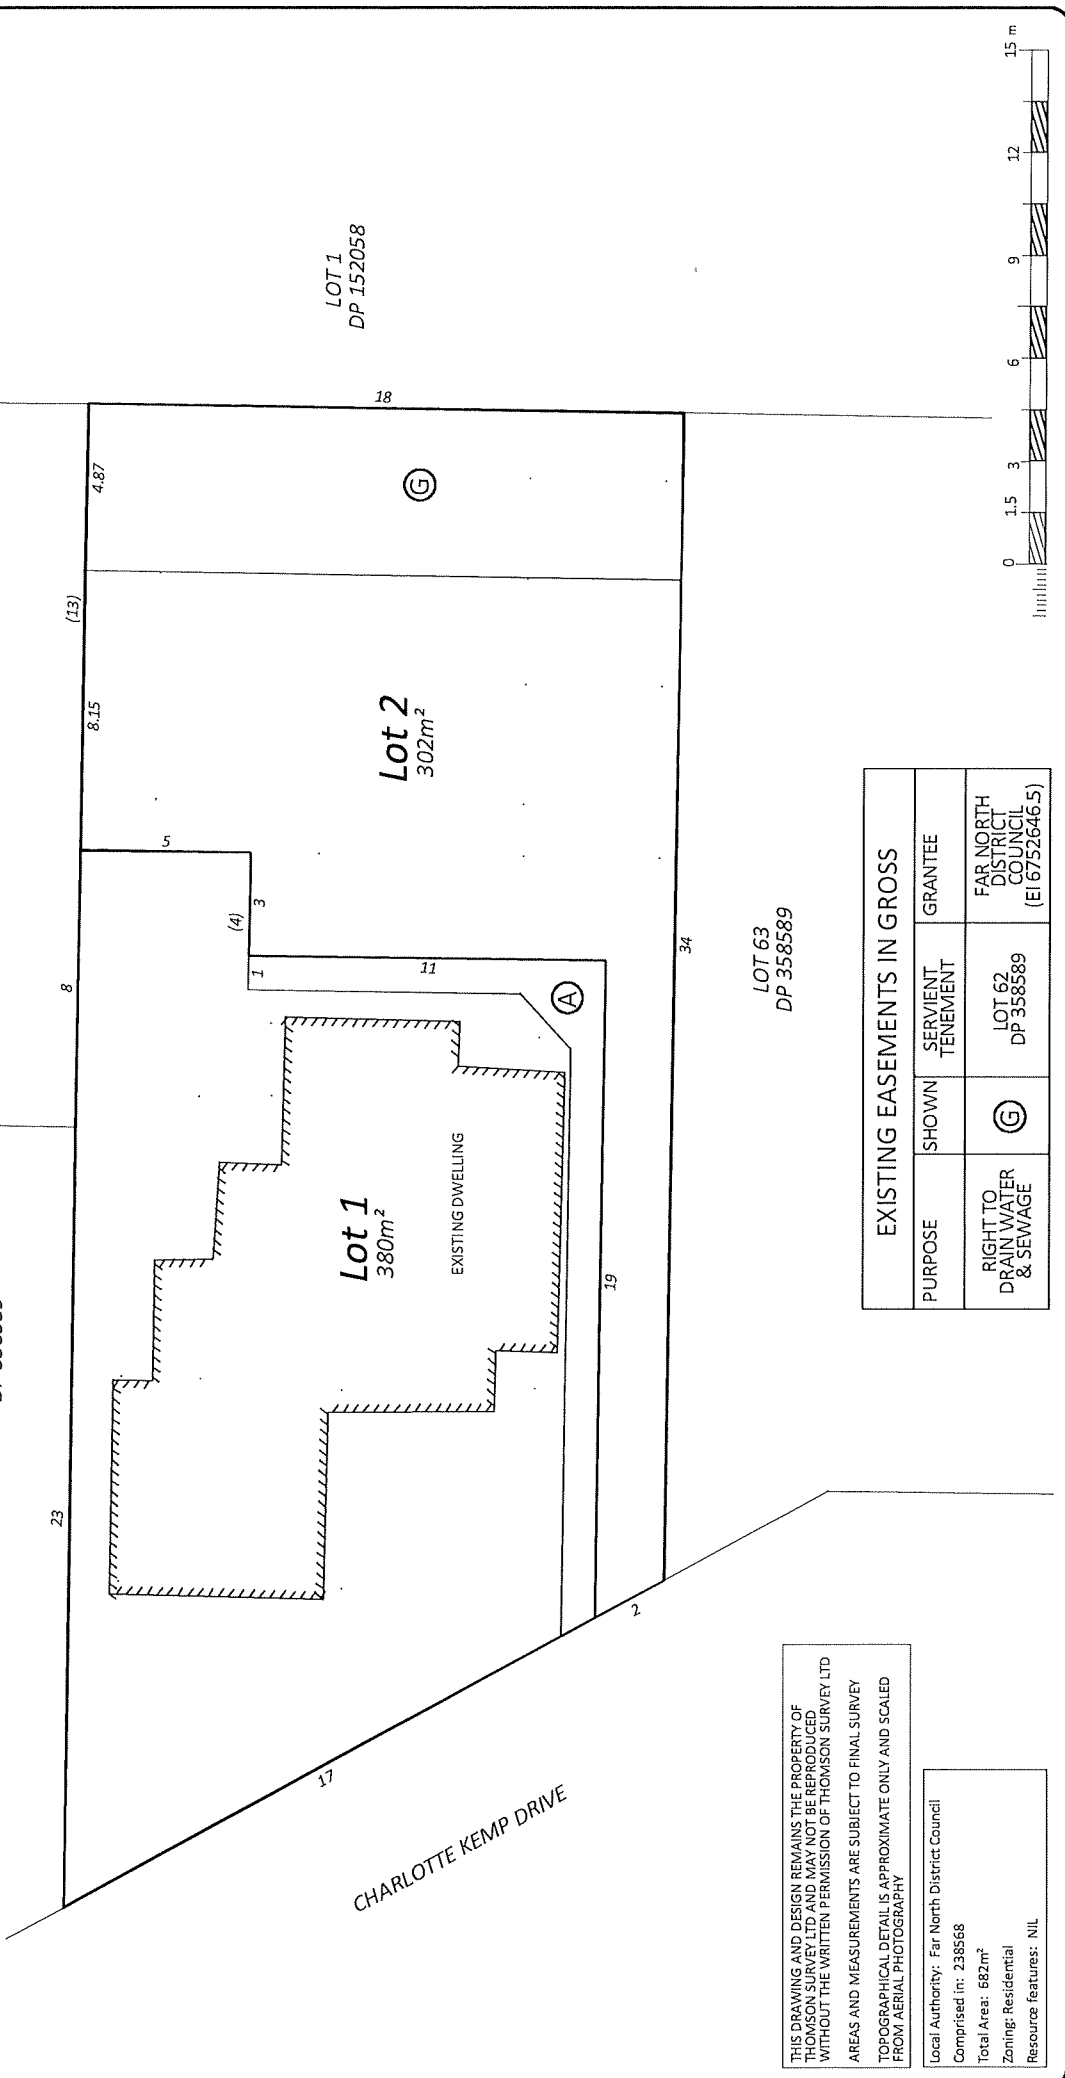 LOT 1
DP 152058
18
4.87
(13)
8.15
G
Lot 2
302m²
5
8
(4)
3
1
11
A
34
LOT 63
DP 358589
Lot 1
380m²
EXISTING DWELLING
19
23
17
2
CHARLOTTE KEMP DRIVE
EXISTING EASEMENTS IN GROSS
PURPOSE
SHOWN
SERVIENT
TENEMENT
GRANTEE
RIGHT TO
DRAIN WATER
& SEWAGE
G
LOT 62
DP 358589
FAR NORTH
DISTRICT
COUNCIL
(EI 6752646.5)
0 1.5 3 6 9 12 15 m
THIS DRAWING AND DESIGN REMAINS THE PROPERTY OF
THOMSON SURVEY LTD AND MAY NOT BE REPRODUCED
WITHOUT THE WRITTEN PERMISSION OF THOMSON SURVEY LTD
AREAS AND MEASUREMENTS ARE SUBJECT TO FINAL SURVEY
TOPOGRAPHICAL DETAIL IS APPROXIMATE ONLY AND SCALED
FROM AERIAL PHOTOGRAPHY
Local Authority: Far North District Council
Comprised in: 238568
Total Area: 682m²
Zoning: Residential
Resource features: NIL